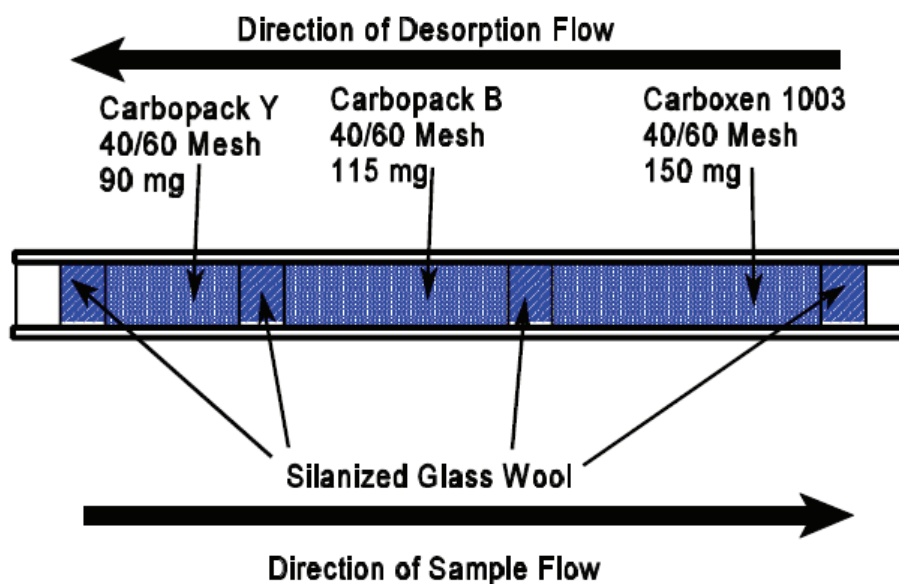 Direction of Desorption Flow
Carbopack Y
40/60 Mesh
90 mg
Carbopack B
40/60 Mesh
115 mg
Carboxen 1003
40/60 Mesh
150 mg
Silanized Glass Wool
Direction of Sample Flow